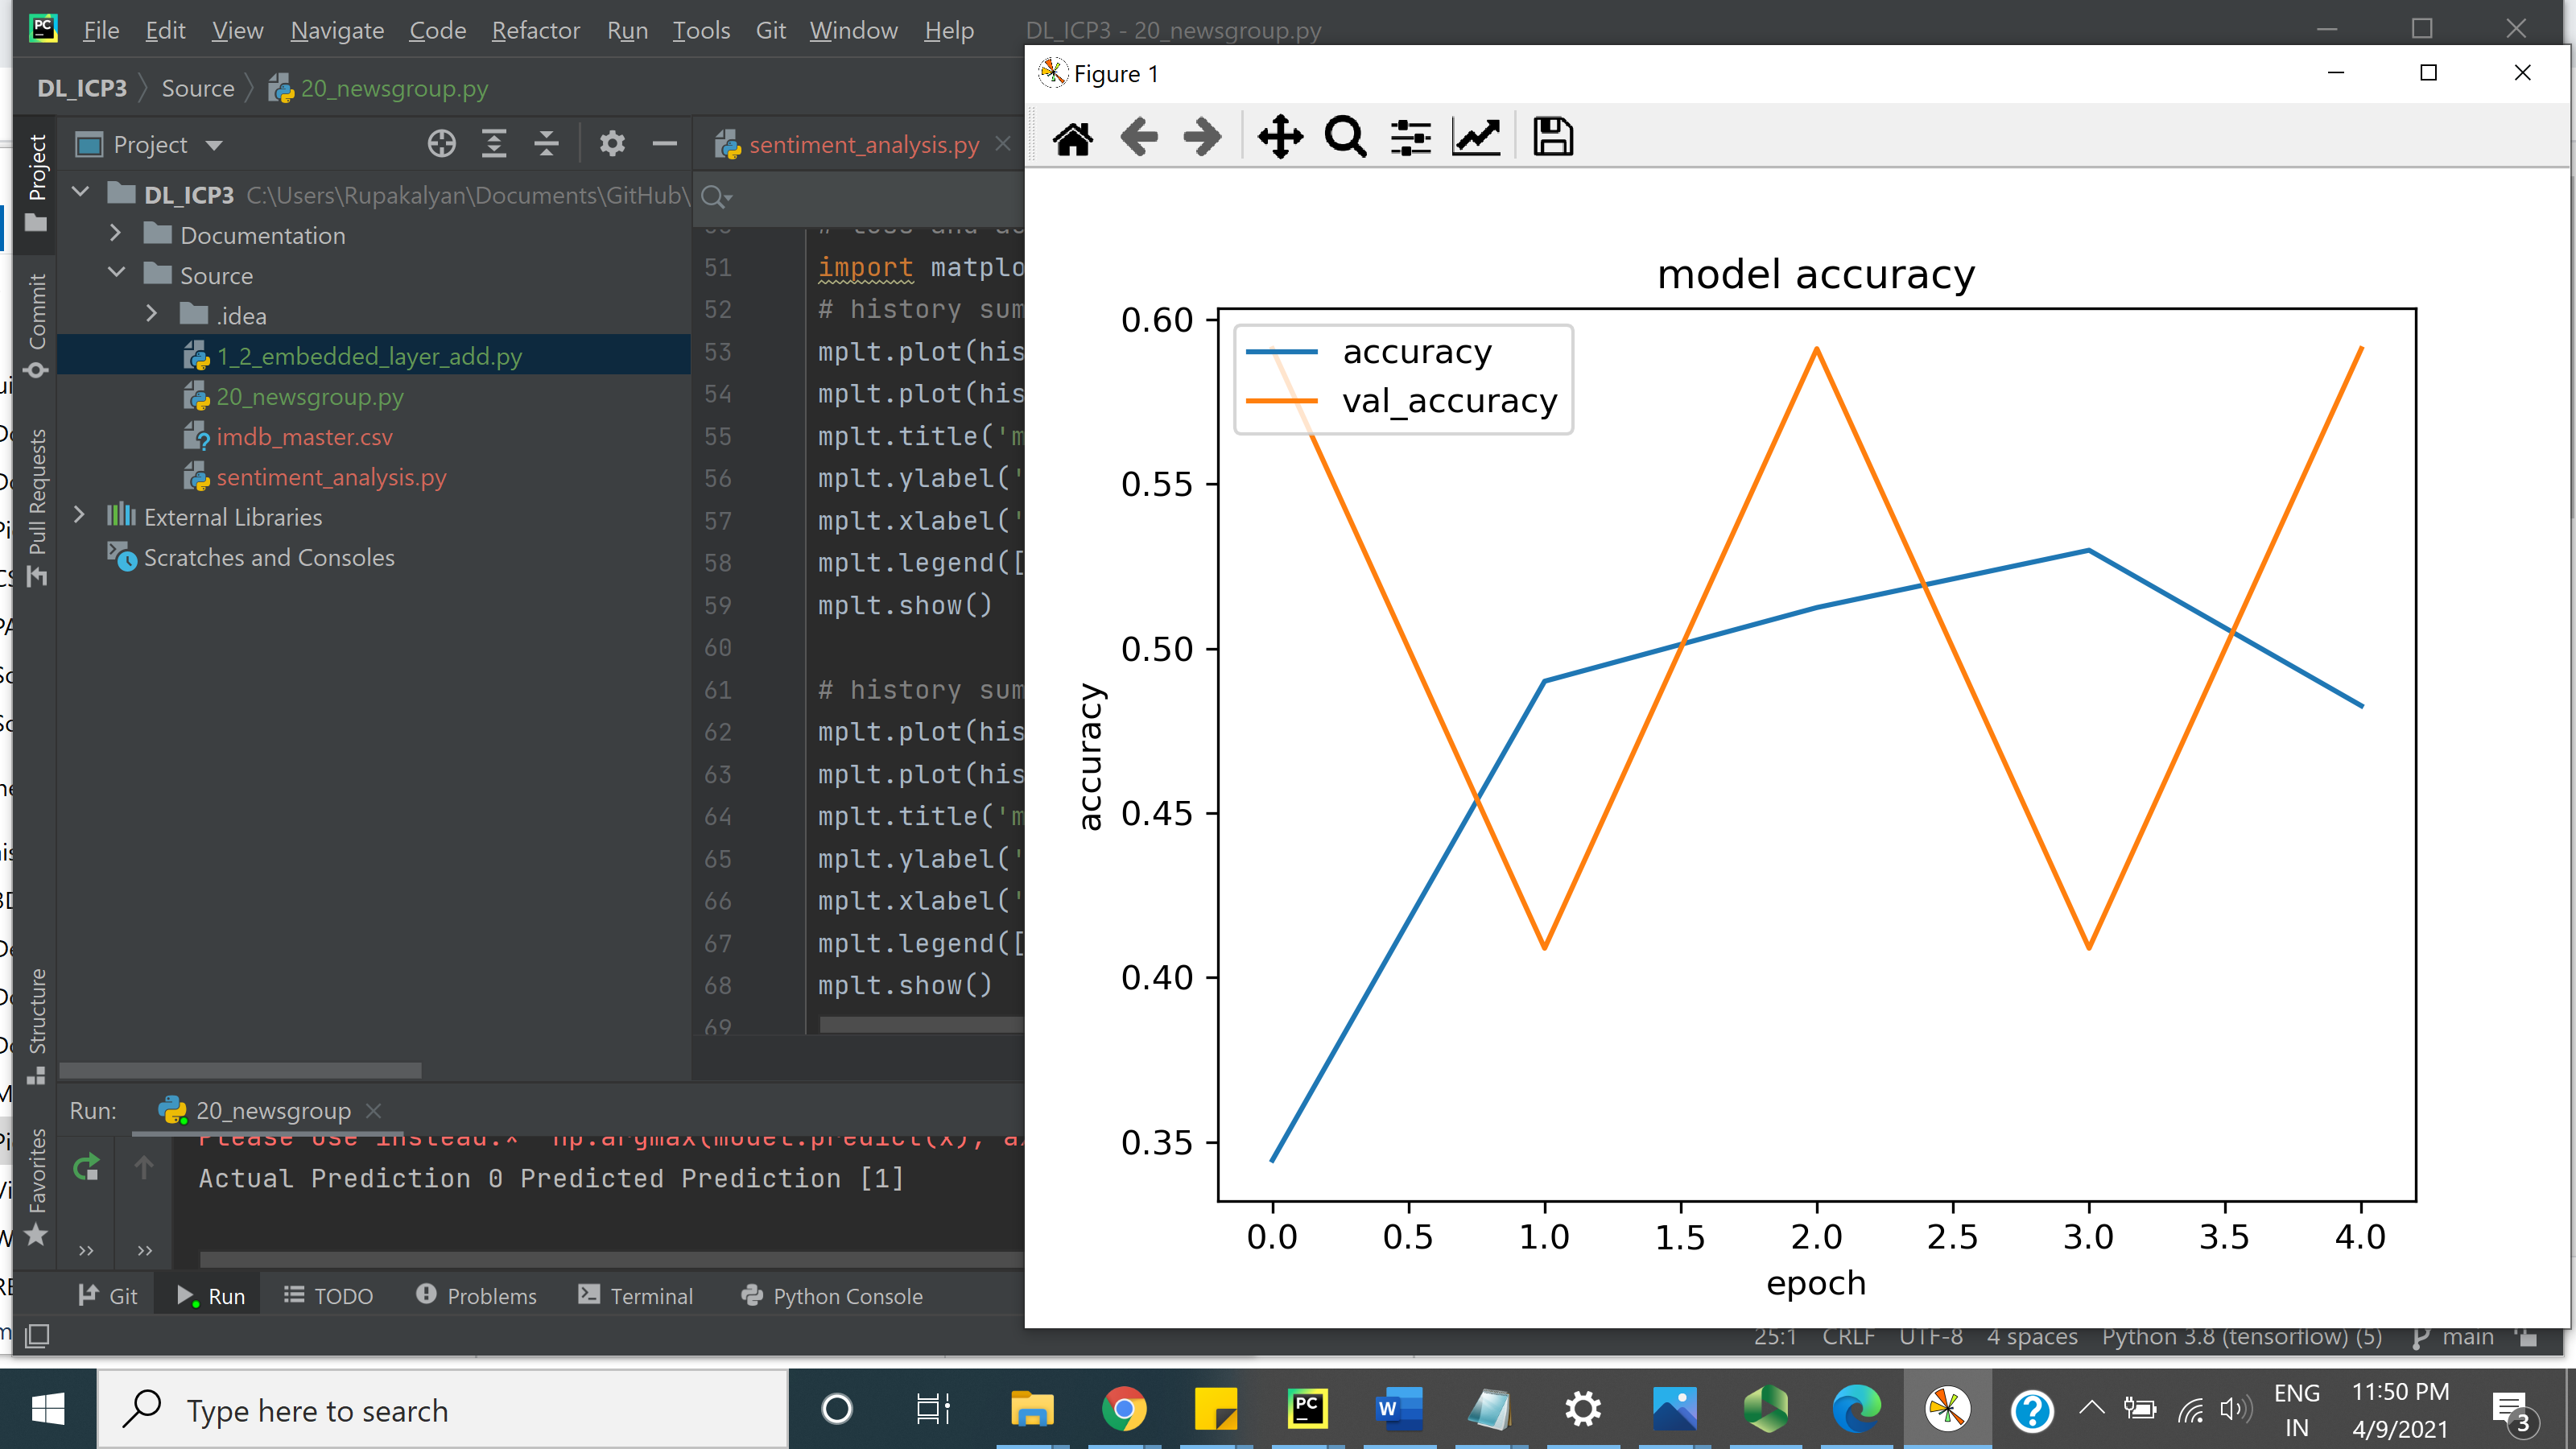 PC
File Edit View Navigate Code Refactor Run Tools Git Window Help DL_ICP3 - 20_newsgroup.py
DL_ICP3 Source 20_newsgroup.py
Project
Commit
Pull Requests
Structure
Favorites
Project
sentiment_analysis.py
DL_ICP3 C:\Users\Rupakalyan\Documents\GitHub\
Documentation
Source
.idea
1_2_embedded_layer_add.py
20_newsgroup.py
imdb_master.csv
sentiment_analysis.py
External Libraries
Scratches and Consoles
51 import matplo
52 # history sum
53 mplt.plot(his
54 mplt.plot(his
55 mplt.title('m
56 mplt.ylabel('
57 mplt.xlabel('
58 mplt.legend([
59 mplt.show()
60
61 # history sum
62 mplt.plot(his
63 mplt.plot(his
64 mplt.title('m
65 mplt.ylabel('
66 mplt.xlabel('
67 mplt.legend([
68 mplt.show()
69
Figure 1
model accuracy
accuracy
val_accuracy
0.60
0.55
0.50
0.45
0.40
0.35
accuracy
0.0 0.5 1.0 1.5 2.0 2.5 3.0 3.5 4.0
epoch
Run: 20_newsgroup
Please use instead:* np.argmax(model.predict(x), ax
Actual Prediction 0 Predicted Prediction [1]
Git Run TODO Problems Terminal Python Console
25:1 CRLF UTF-8 4 spaces Python 3.8 (tensorflow) (5) main
Type here to search
PC
W
ENG
IN
11:50 PM
4/9/2021
3